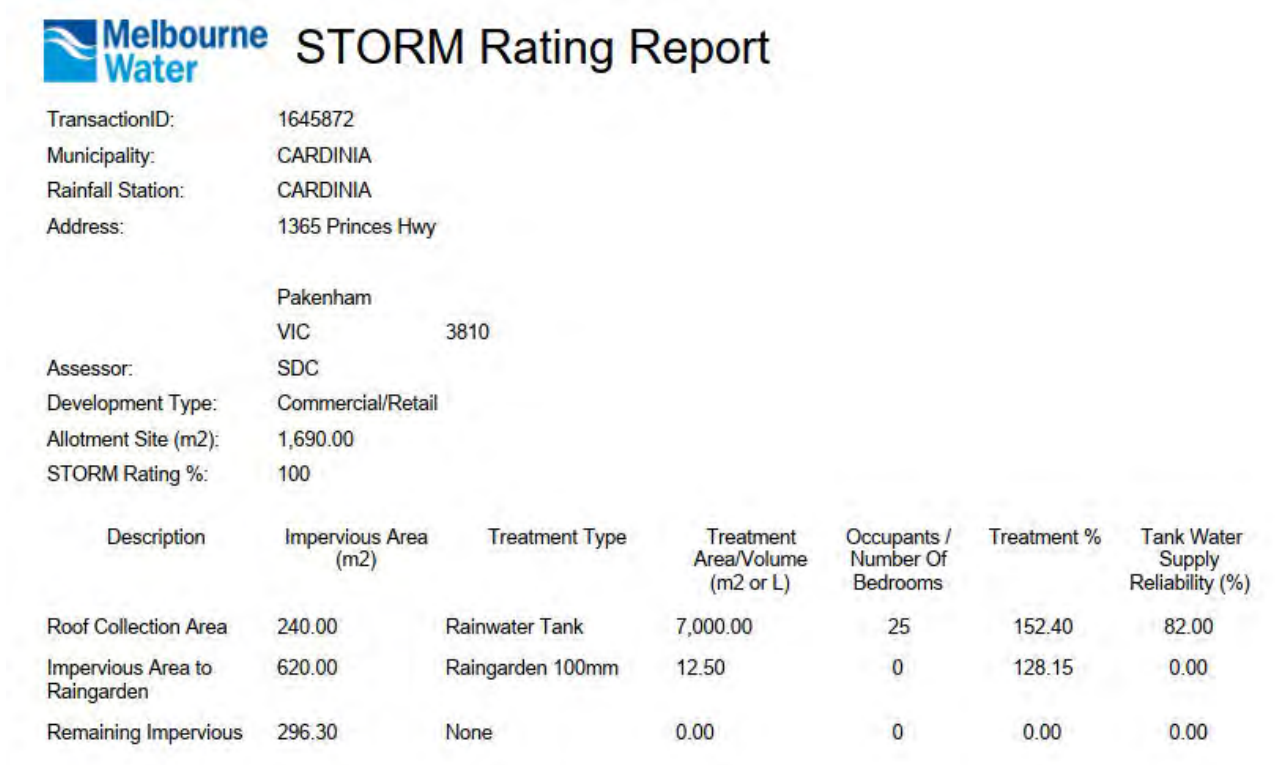 Melbourne Water STORM Rating Report
TransactionID: 1645872
Municipality: CARDINIA
Rainfall Station: CARDINIA
Address: 1365 Princes Hwy
Pakenham
VIC 3810
Assessor: SDC
Development Type: Commercial/Retail
Allotment Site (m2): 1,690.00
STORM Rating %: 100
Description Impervious Area (m2) Treatment Type Treatment Area/Volume (m2 or L) Occupants / Number Of Bedrooms Treatment % Tank Water Supply Reliability (%)
Roof Collection Area 240.00 Rainwater Tank 7,000.00 25 152.40 82.00
Impervious Area to Raingarden 620.00 Raingarden 100mm 12.50 0 128.15 0.00
Remaining Impervious 296.30 None 0.00 0 0.00 0.00